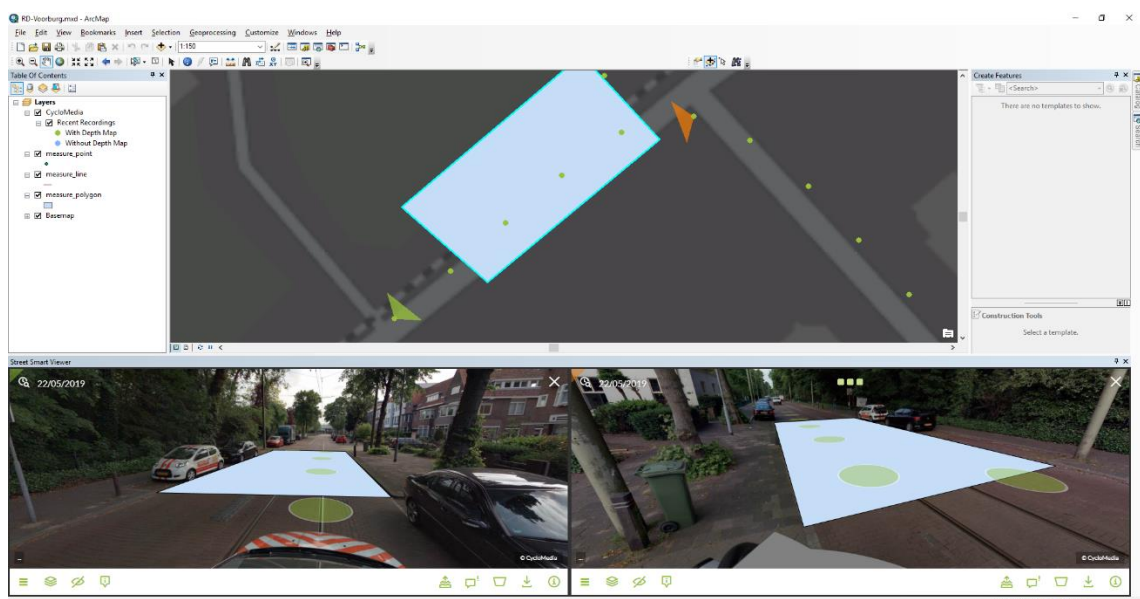 RD-Voorburg.mxd - ArcMap
File Edit View Bookmarks Insert Selection Geoprocessing Customize Windows Help
1:150
Table Of Contents
Layers
CycloMedia
Recent Recordings
With Depth Map
Without Depth Map
measure_point
measure_line
measure_polygon
Basemap
Create Features
<Search>
There are no templates to show.
Construction Tools
Select a template.
Catalog
Search
Street Smart Viewer
22/05/2019
© CycloMedia
22/05/2019
© CycloMedia